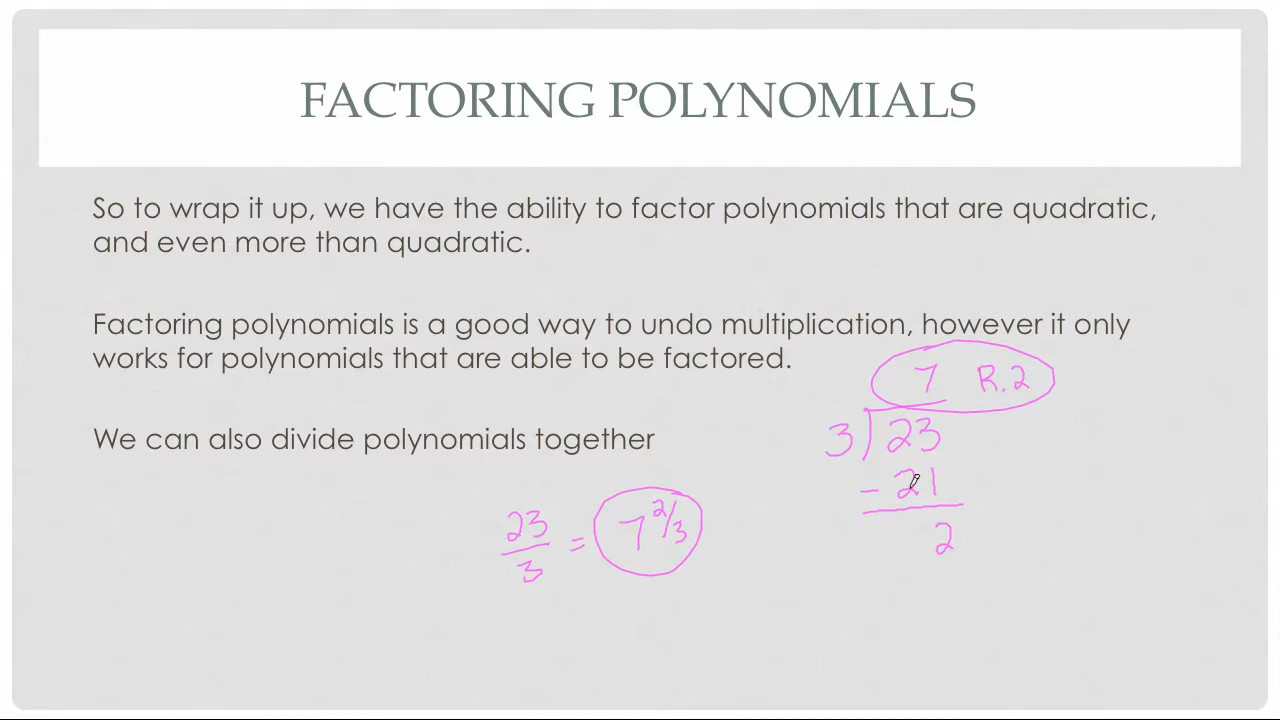 FACTORING POLYNOMIALS
So to wrap it up, we have the ability to factor polynomials that are quadratic,
and even more than quadratic.
Factoring polynomials is a good way to undo multiplication, however it only
works for polynomials that are able to be factored.
7 R.2
We can also divide polynomials together
3)23
- 21
2
23/3 = 7 2/3